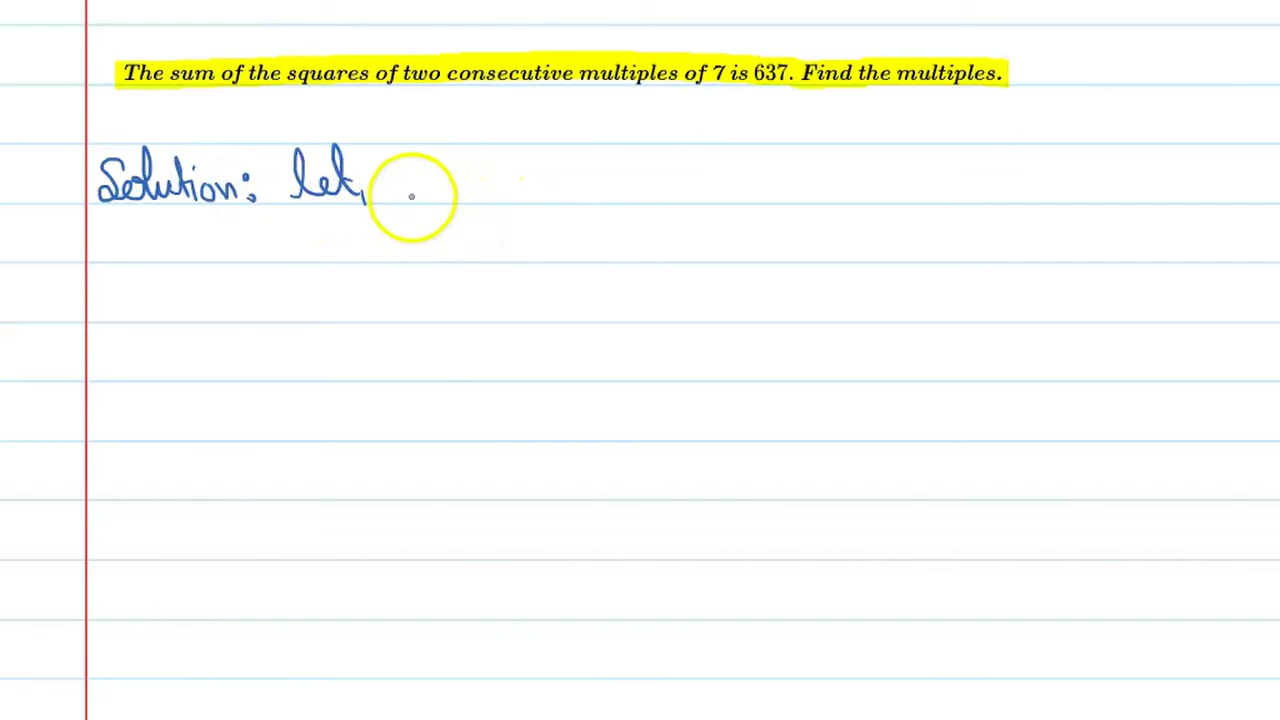 The sum of the squares of two consecutive multiples of 7 is 637. Find the multiples.
Solution: let,